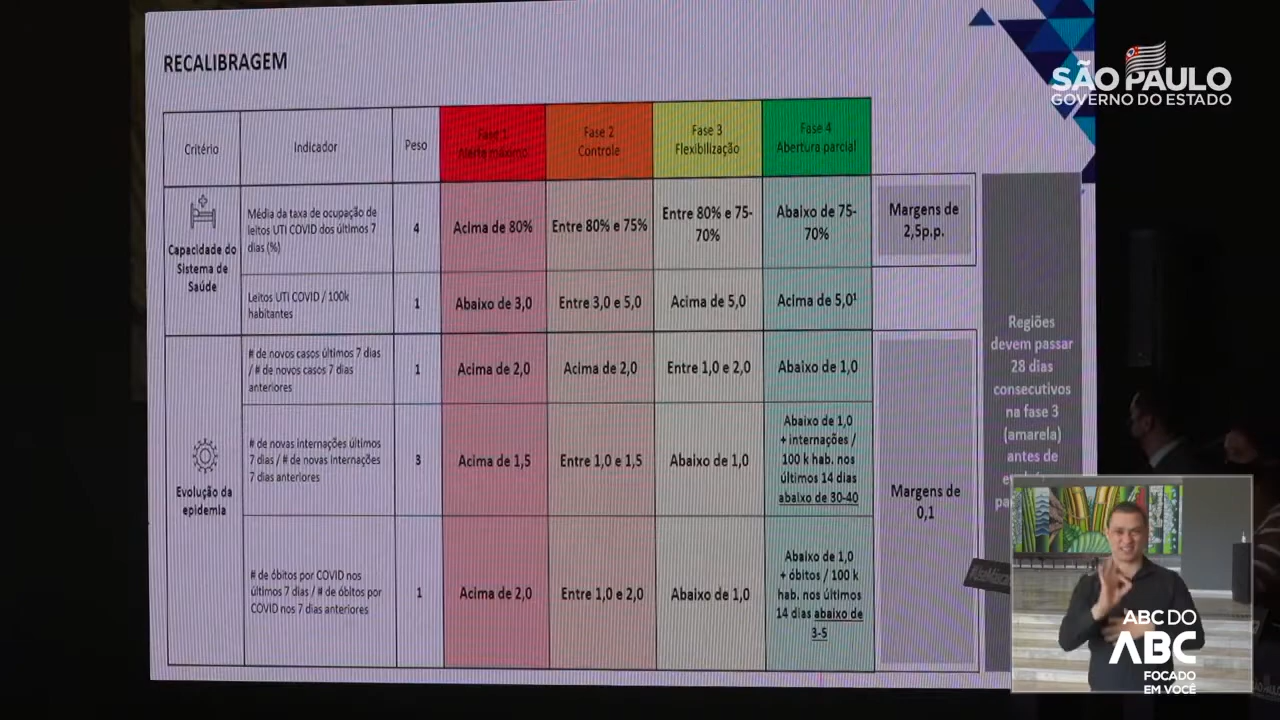 RECALIBRAGEM
SÃO PAULO
GOVERNO DO ESTADO
Critério
Indicador
Peso
Fase 1
Alerta máximo
Fase 2
Controle
Fase 3
Flexibilização
Fase 4
Abertura parcial
Capacidade do
Sistema de
Saúde
Média da taxa de ocupação de
leitos UTI COVID dos últimos 7
dias (%)
4
Acima de 80%
Entre 80% e 75%
Entre 80% e 75-
70%
Abaixo de 75-
70%
Margens de
2,5p.p.
Leitos UTI COVID / 100k
habitantes
1
Abaixo de 3,0
Entre 3,0 e 5,0
Acima de 5,0
Acima de 5,0¹
Evolução da
epidemia
# de novos casos últimos 7 dias
/ # de novos casos 7 dias
anteriores
1
Acima de 2,0
Acima de 2,0
Entre 1,0 e 2,0
Abaixo de 1,0
# de novas internações últimos
7 dias / # de novas internações
7 dias anteriores
3
Acima de 1,5
Entre 1,0 e 1,5
Abaixo de 1,0
Abaixo de 1,0
+ internações /
100 k hab. nos
últimos 14 dias
abaixo de 30-40
# de óbitos por COVID nos
últimos 7 dias / # de óbitos por
COVID nos 7 dias anteriores
1
Acima de 2,0
Entre 1,0 e 2,0
Abaixo de 1,0
Abaixo de 1,0
+ óbitos / 100 k
hab. nos últimos
14 dias abaixo de
3-5
Margens de
0,1
Regiões
devem passar
28 dias
consecutivos
na fase 3
(amarela)
antes de
ABC DO
ABC
FOCADO
EM VOCÊ